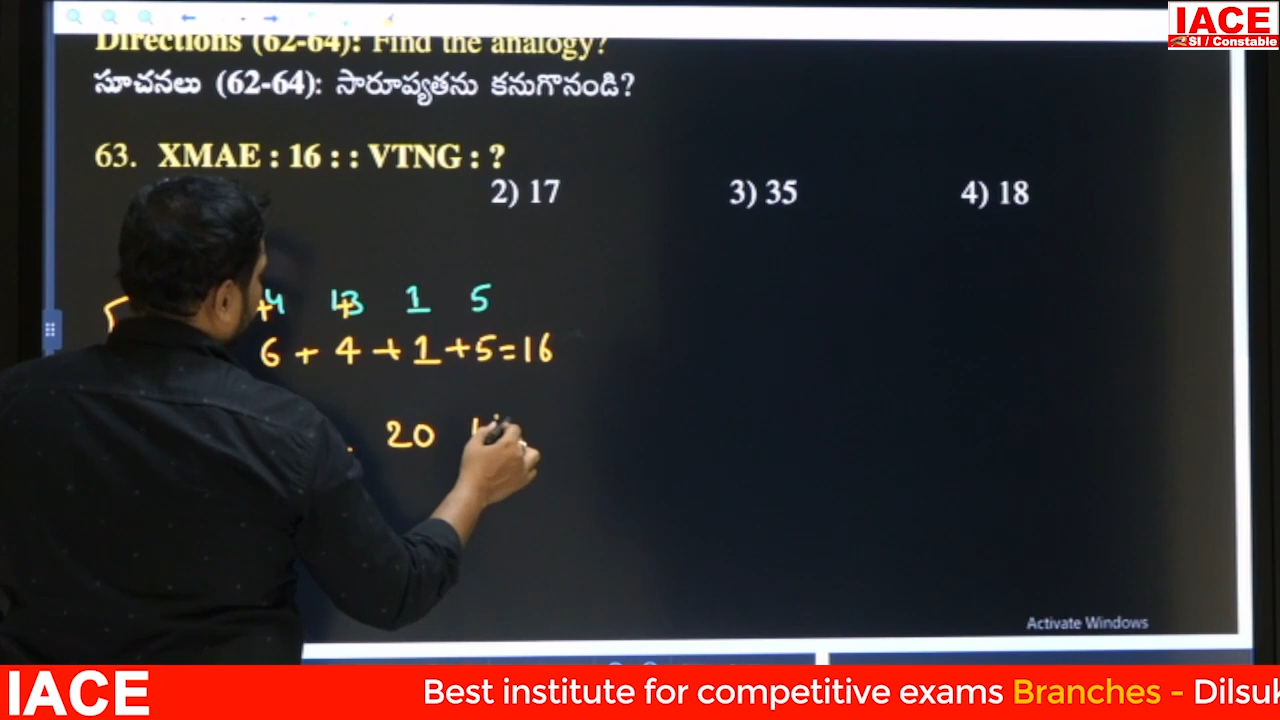 IACE
SI / Constable
Directions (62-64): Find the analogy?
సూచనలు (62-64): సారూప్యతను కనుగొనండి?
63. XMAE : 16 : : VTNG : ?
2) 17 3) 35 4) 18
4 13 1 5
6 + 4 + 1 + 5 = 16
20
Activate Windows
IACE Best institute for competitive exams Branches - Dilsuk